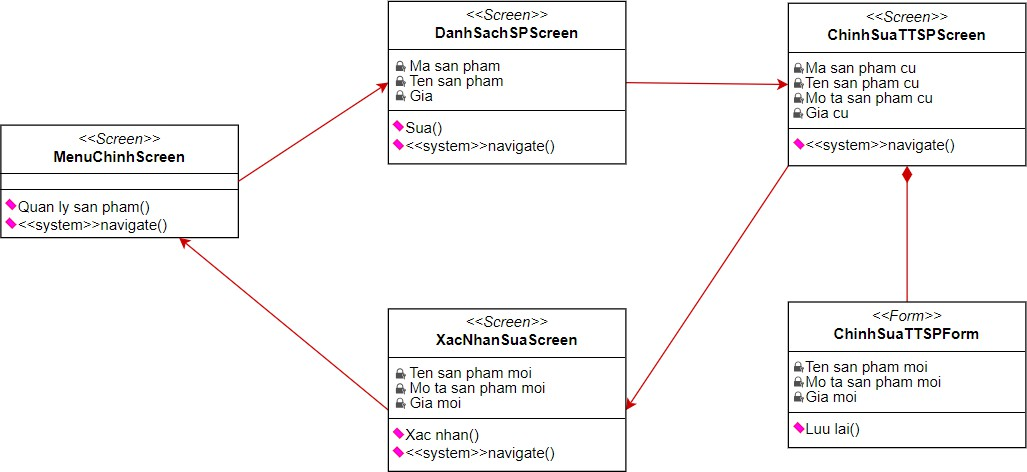 <<Screen>>
MenuChinhScreen
Quan ly san pham()
<<system>>navigate()
<<Screen>>
DanhSachSPScreen
Ma san pham
Ten san pham
Gia
Sua()
<<system>>navigate()
<<Screen>>
ChinhSuaTTSPScreen
Ma san pham cu
Ten san pham cu
Mo ta san pham cu
Gia cu
<<system>>navigate()
<<Screen>>
XacNhanSuaScreen
Ten san pham moi
Mo ta san pham moi
Gia moi
Xac nhan()
<<system>>navigate()
<<Form>>
ChinhSuaTTSPForm
Ten san pham moi
Mo ta san pham moi
Gia moi
Luu lai()